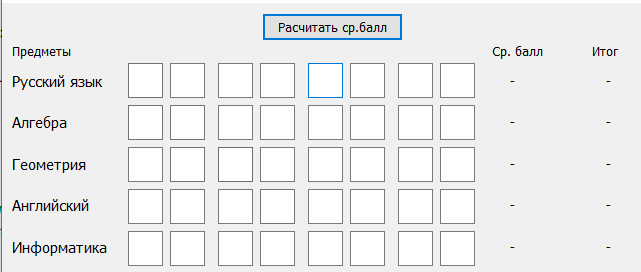 Расчитать ср.балл
Предметы Ср. балл Итог
Русский язык - -
Алгебра - -
Геометрия - -
Английский - -
Информатика - -